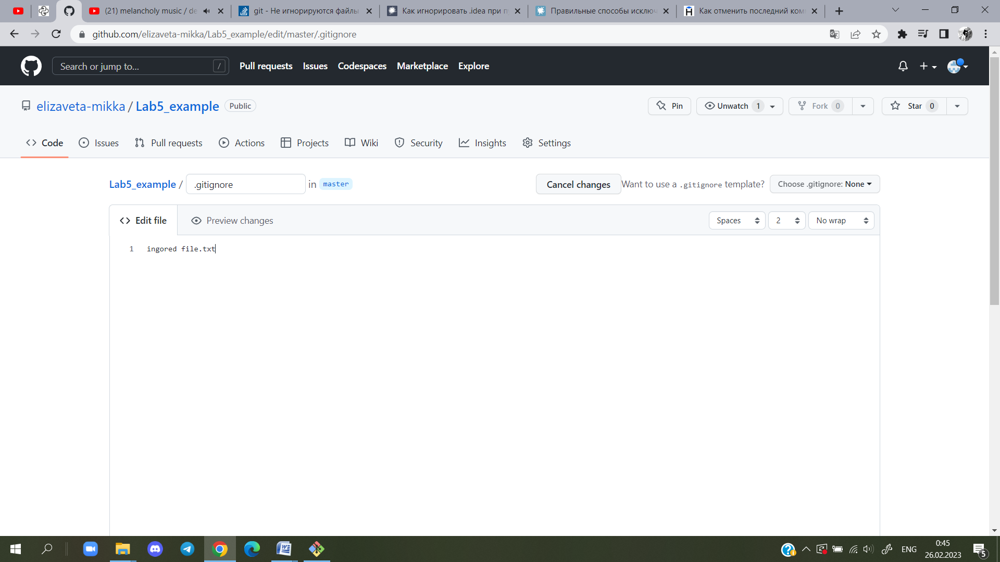 (21) melancholy music / de
git - Не игнорируются файлы
Как игнорировать .idea при п
Правильные способы исключ
Как отменить последний ком
github.com/elizaveta-mikka/Lab5_example/edit/master/.gitignore
Search or jump to... /
Pull requests Issues Codespaces Marketplace Explore
elizaveta-mikka / Lab5_example Public
Pin Unwatch 1 Fork 0 Star 0
Code Issues Pull requests Actions Projects Wiki Security Insights Settings
Lab5_example / .gitignore in master
Cancel changes Want to use a .gitignore template? Choose .gitignore: None
Edit file Preview changes
Spaces 2 No wrap
1 ingored file.txt
ENG
0:45
26.02.2023
5